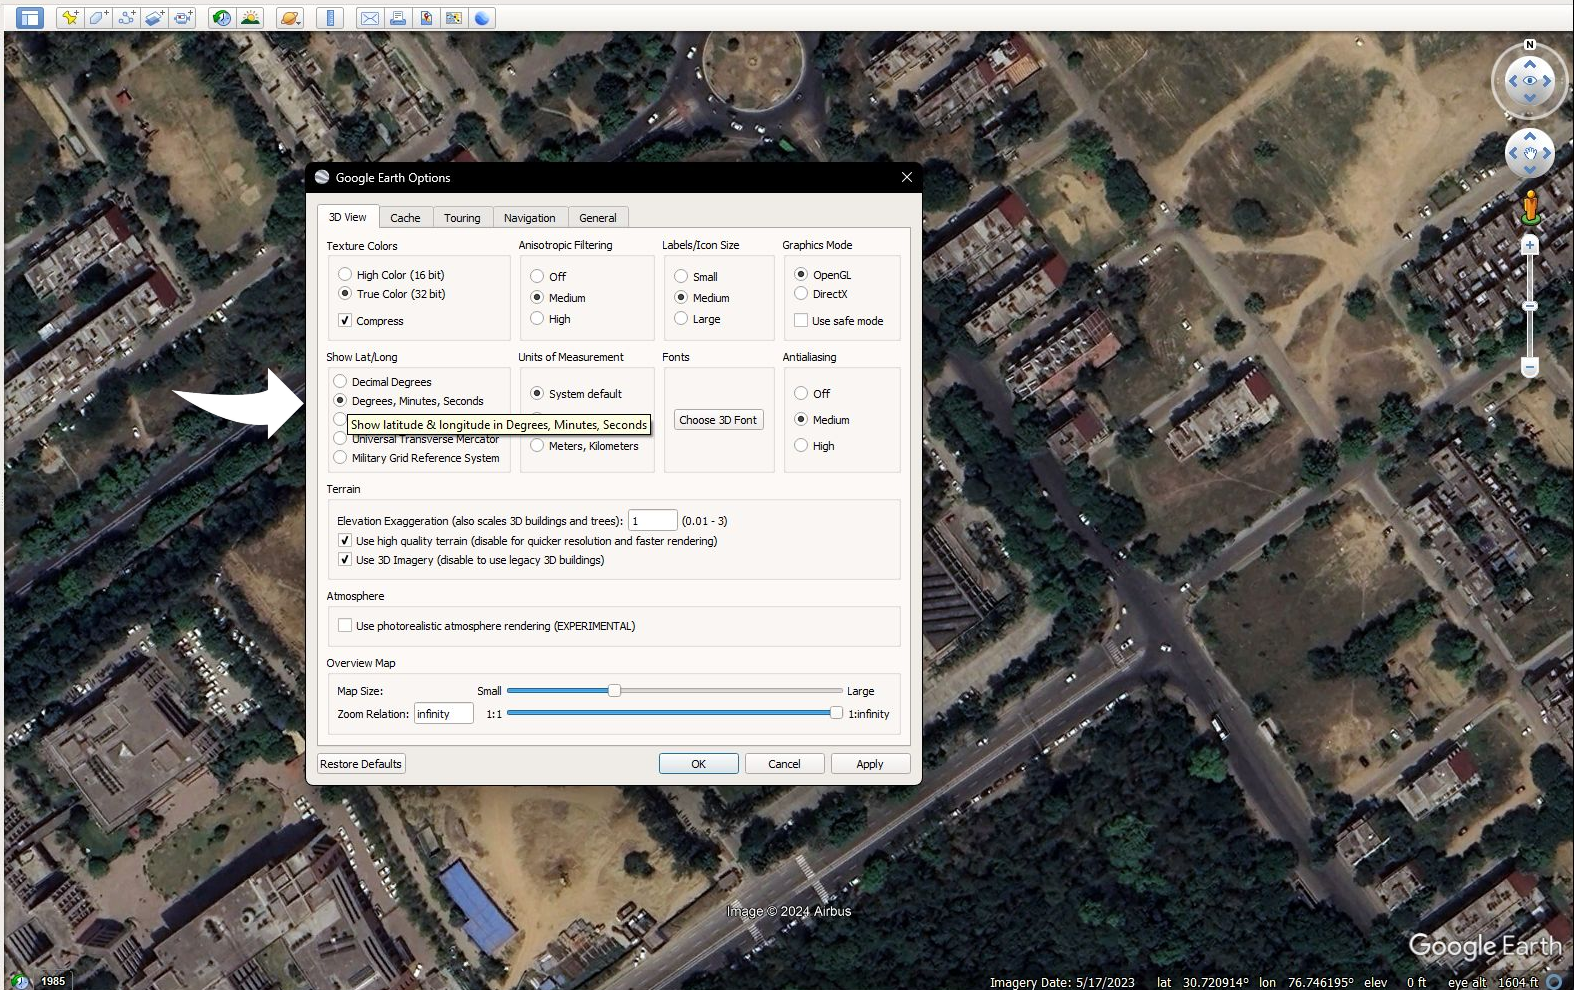 N
Google Earth Options
3D View Cache Touring Navigation General
Texture Colors
High Color (16 bit)
True Color (32 bit)
Compress
Anisotropic Filtering
Off
Medium
High
Labels/Icon Size
Small
Medium
Large
Graphics Mode
OpenGL
DirectX
Use safe mode
Show Lat/Long
Decimal Degrees
Degrees, Minutes, Seconds
Show latitude & longitude in Degrees, Minutes, Seconds
Universal Transverse Mercator
Military Grid Reference System
Units of Measurement
System default
Meters, Kilometers
Fonts
Choose 3D Font
Antialiasing
Off
Medium
High
Terrain
Elevation Exaggeration (also scales 3D buildings and trees): 1 (0.01 - 3)
Use high quality terrain (disable for quicker resolution and faster rendering)
Use 3D Imagery (disable to use legacy 3D buildings)
Atmosphere
Use photorealistic atmosphere rendering (EXPERIMENTAL)
Overview Map
Map Size: Small Large
Zoom Relation: infinity 1:1 1:infinity
Restore Defaults OK Cancel Apply
Image © 2024 Airbus
Google Earth
1985
Imagery Date: 5/17/2023 lat 30.720914° lon 76.746195° elev 0 ft eye alt 1604 ft